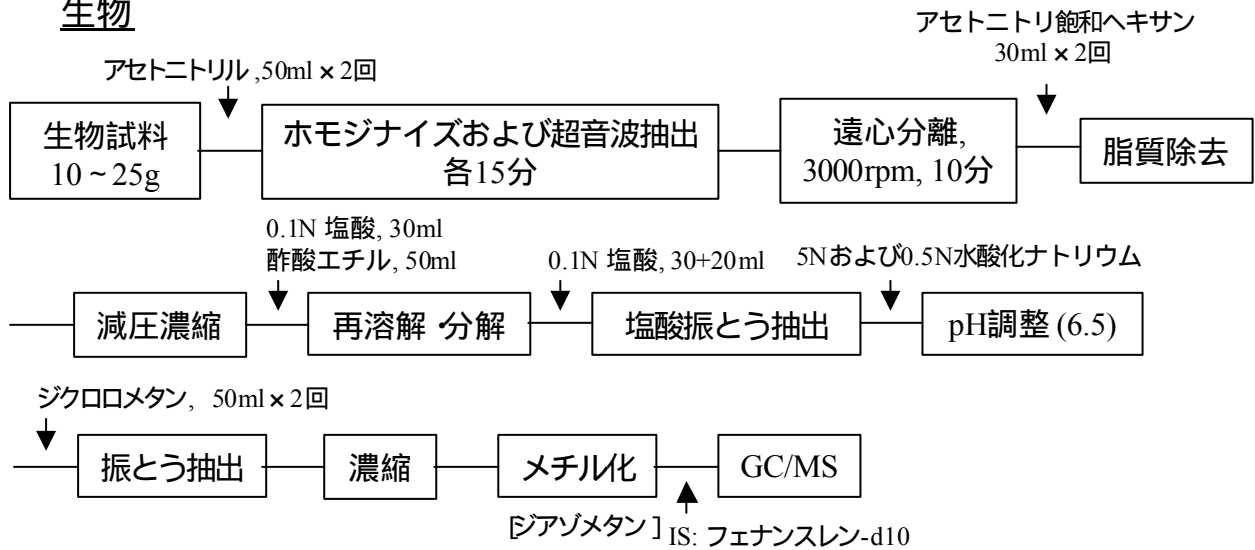 生物
アセトニトリ飽和ヘキサン
30ml × 2回
アセトニトリル ,50ml × 2回
生物試料
10 ~ 25g
ホモジナイズおよび超音波抽出
各15分
遠心分離,
3000rpm, 10分
脂質除去
0.1N 塩酸, 30ml
酢酸エチル, 50ml
0.1N 塩酸, 30+20ml
5Nおよび0.5N水酸化ナトリウム
減圧濃縮
再溶解・分解
塩酸振とう抽出
pH調整 (6.5)
ジクロロメタン, 50ml × 2回
振とう抽出
濃縮
メチル化
GC/MS
[ジアゾメタン]
IS: フェナンスレン-d10